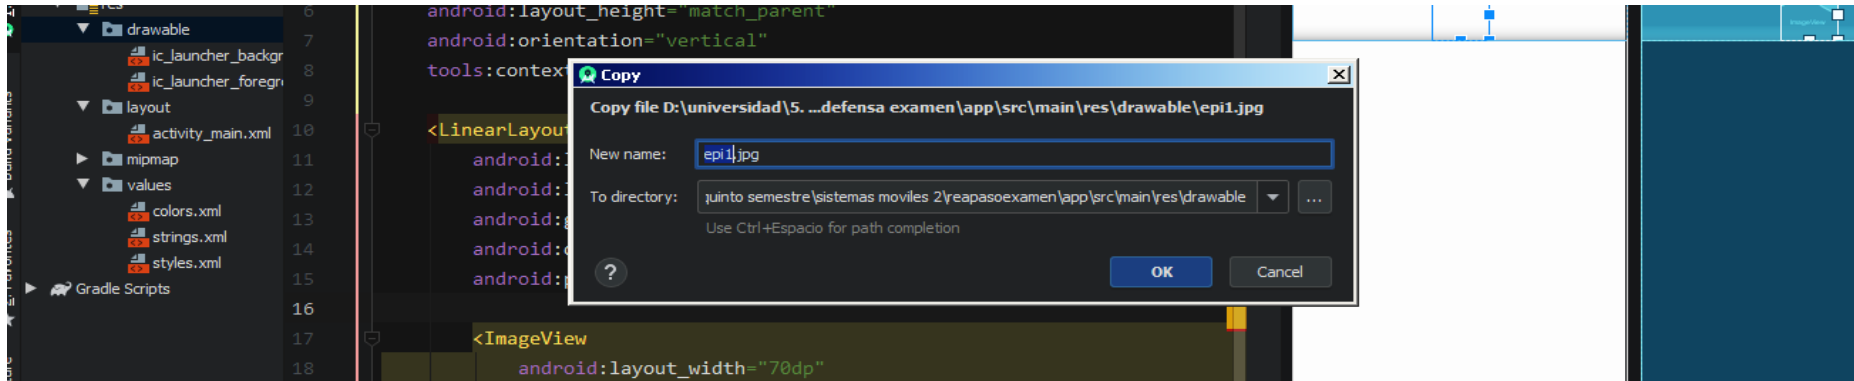 res
drawable
ic_launcher_backgr
ic_launcher_foregr
layout
activity_main.xml
mipmap
values
colors.xml
strings.xml
styles.xml
Gradle Scripts
6 android:layout_height="match_parent"
7 android:orientation="vertical"
8 tools:context
9
10 <LinearLayout
11 android:l
12 android:l
13 android:g
14 android:o
15 android:p
16
17 <ImageView
18 android:layout_width="70dp"
Copy
Copy file D:\universidad\5. ...defensa examen\app\src\main\res\drawable\epi1.jpg
New name: epi1.jpg
To directory: quinto semestre\sistemas moviles 2\reapasoexamen\app\src\main\res\drawable ...
Use Ctrl+Espacio for path completion
? OK Cancel
ImageView